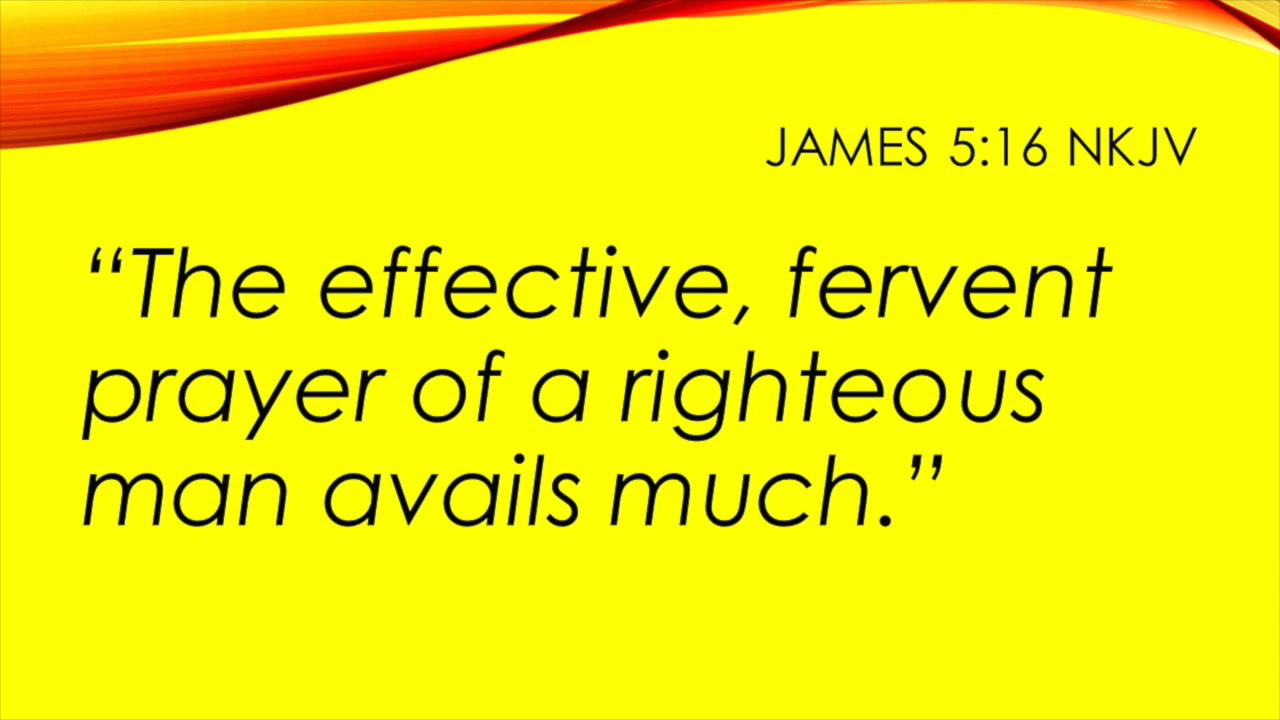 JAMES 5:16 NKJV
“The effective, fervent
prayer of a righteous
man avails much.”